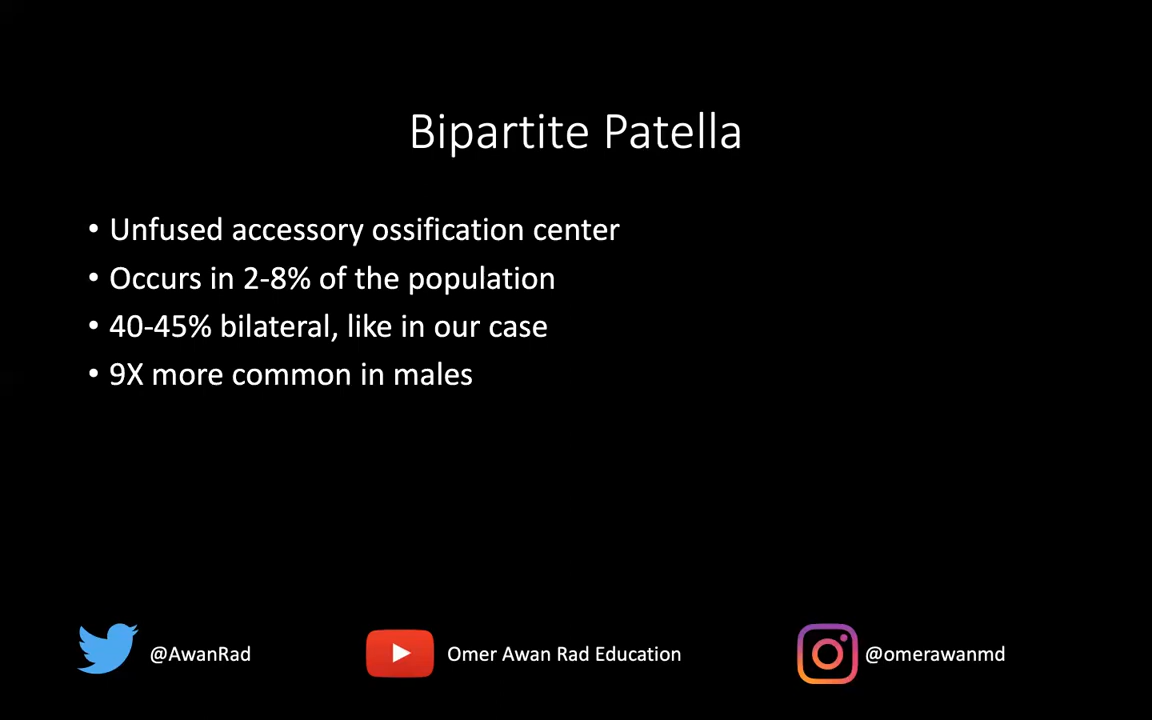 Bipartite Patella
• Unfused accessory ossification center
• Occurs in 2-8% of the population
• 40-45% bilateral, like in our case
• 9X more common in males
@AwanRad
Omer Awan Rad Education
@omerawanmd